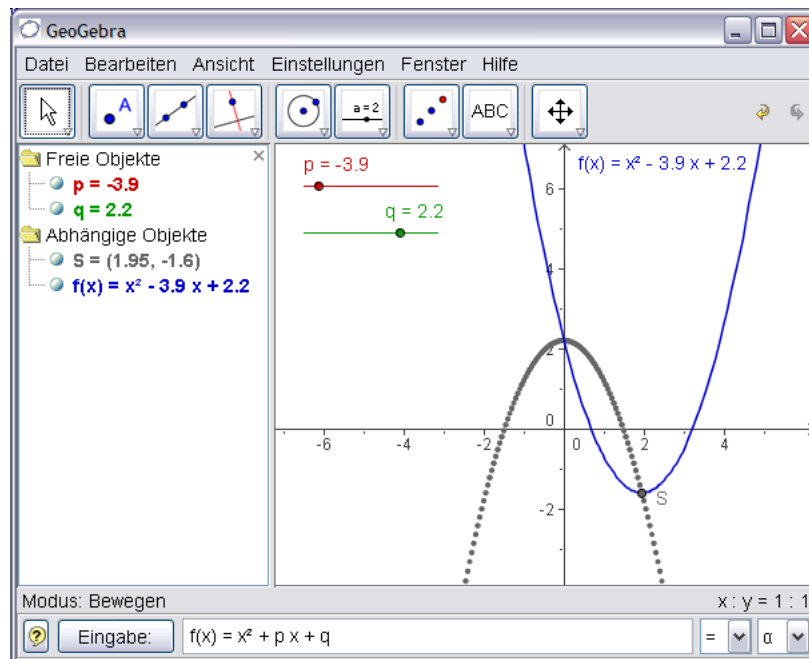 GeoGebra
Datei Bearbeiten Ansicht Einstellungen Fenster Hilfe
A
a = 2
ABC
Freie Objekte
p = -3.9
q = 2.2
Abhängige Objekte
S = (1.95, -1.6)
f(x) = x² - 3.9 x + 2.2
p = -3.9
q = 2.2
f(x) = x² - 3.9 x + 2.2
6
4
2
0
-6 -4 -2 0 2 4
-2
S
Modus: Bewegen
x : y = 1 : 1
Eingabe: f(x) = x² + p x + q = α